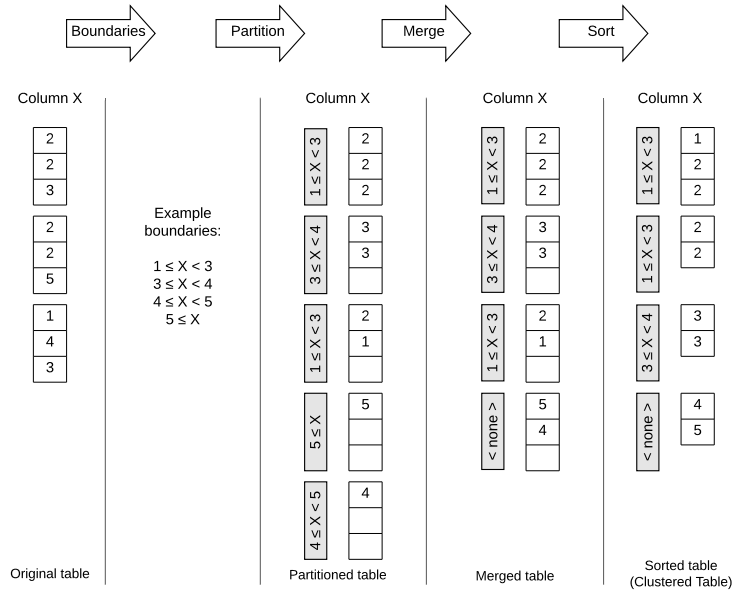 Boundaries
Partition
Merge
Sort
Column X
2
2
3
2
2
5
1
4
3
Original table
Example
boundaries:
1 ≤ X < 3
3 ≤ X < 4
4 ≤ X < 5
5 ≤ X
Column X
1 ≤ X < 3
2
2
2
3 ≤ X < 4
3
3
1 ≤ X < 3
2
1
5 ≤ X
5
4 ≤ X < 5
4
Partitioned table
Column X
1 ≤ X < 3
2
2
2
3 ≤ X < 4
3
3
1 ≤ X < 3
2
1
< none >
5
4
Merged table
Column X
1 ≤ X < 3
1
2
2
1 ≤ X < 3
2
2
3 ≤ X < 4
3
3
< none >
4
5
Sorted table
(Clustered Table)